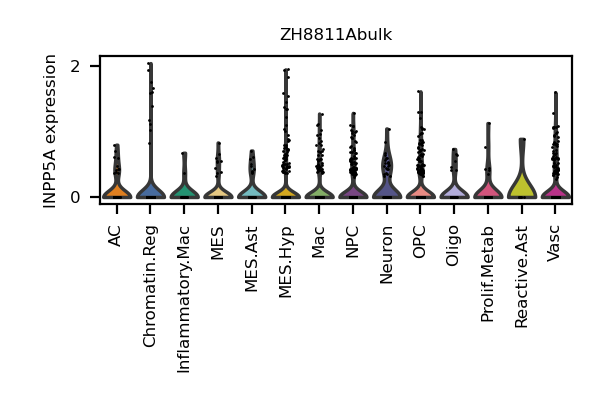 ZH8811Abulk
INPP5A expression
2
0
AC
Chromatin.Reg
Inflammatory.Mac
MES
MES.Ast
MES.Hyp
Mac
NPC
Neuron
OPC
Oligo
Prolif.Metab
Reactive.Ast
Vasc